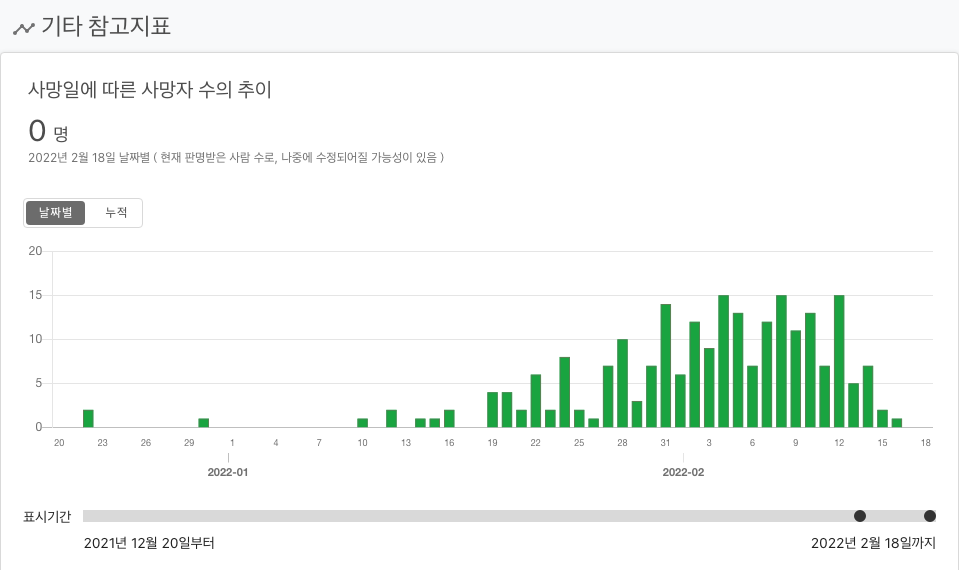 기타 참고지표
사망일에 따른 사망자 수의 추이
0 명
2022년 2월 18일 날짜별 ( 현재 판명받은 사람 수로, 나중에 수정되어질 가능성이 있음 )
날짜별 누적
20
15
10
5
0
20 23 26 29 1 4 7 10 13 16 19 22 25 28 31 3 6 9 12 15 18
2022-01 2022-02
표시기간
2021년 12월 20일부터 2022년 2월 18일까지